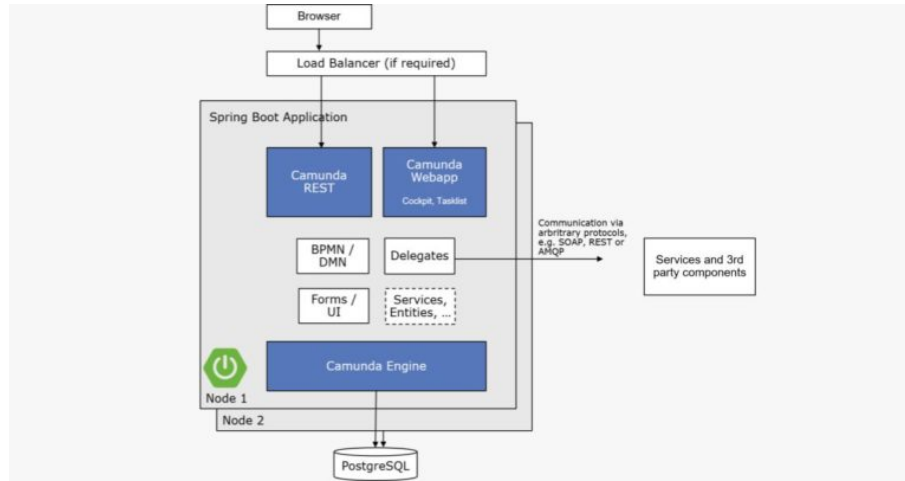 Browser
Load Balancer (if required)
Spring Boot Application
Camunda
REST
Camunda
Webapp
Cockpit, Tasklist
BPMN /
DMN
Delegates
Communication via
arbritrary protocols,
e.g. SOAP, REST or
AMQP
Services and 3rd
party components
Forms /
UI
Services,
Entities, ...
Camunda Engine
Node 1
Node 2
PostgreSQL